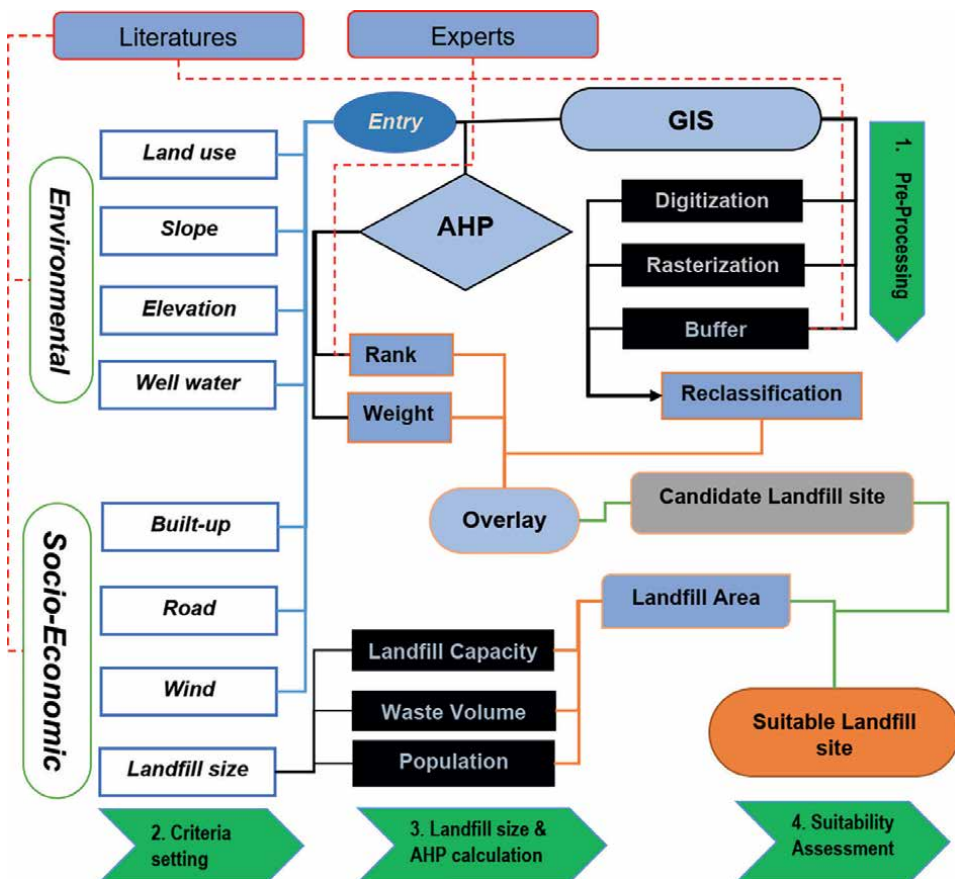 Literatures
Experts
Entry
GIS
1. Pre-Processing
Environmental
Land use
Slope
Elevation
Well water
AHP
Digitization
Rasterization
Buffer
Rank
Weight
Reclassification
Overlay
Candidate Landfill site
Socio-Economic
Built-up
Road
Wind
Landfill size
Landfill Capacity
Waste Volume
Population
Landfill Area
Suitable Landfill
site
2. Criteria
setting
3. Landfill size &
AHP calculation
4. Suitability
Assessment